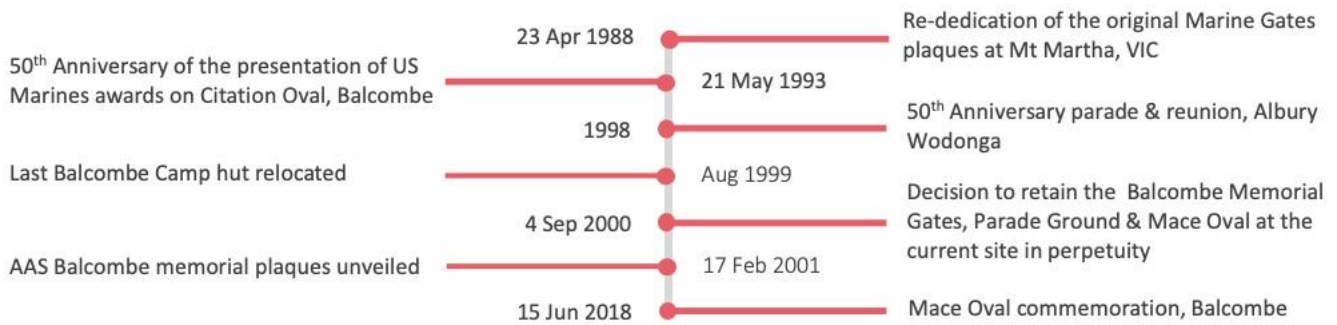 23 Apr 1988
Re-dedication of the original Marine Gates
plaques at Mt Martha, VIC
50th Anniversary of the presentation of US
Marines awards on Citation Oval, Balcombe
21 May 1993
1998
50th Anniversary parade & reunion, Albury
Wodonga
Last Balcombe Camp hut relocated
Aug 1999
4 Sep 2000
Decision to retain the Balcombe Memorial
Gates, Parade Ground & Mace Oval at the
current site in perpetuity
AAS Balcombe memorial plaques unveiled
17 Feb 2001
15 Jun 2018
Mace Oval commemoration, Balcombe